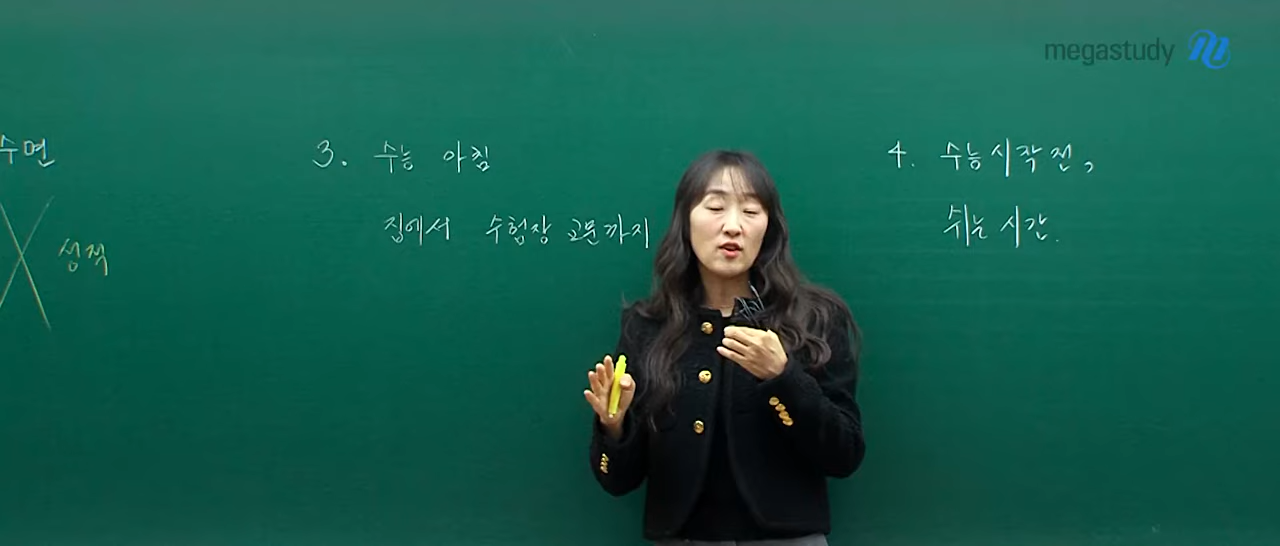 megastudy
수면
성적
3. 수능 아침
집에서 수험장 교문까지
4. 수능 시작 전,
쉬는 시간.